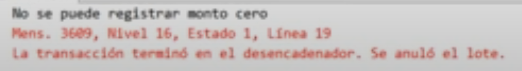 No se puede registrar monto cero
Mens. 3609, Nivel 16, Estado 1, Línea 19
La transacción terminó en el desencadenador. Se anuló el lote.